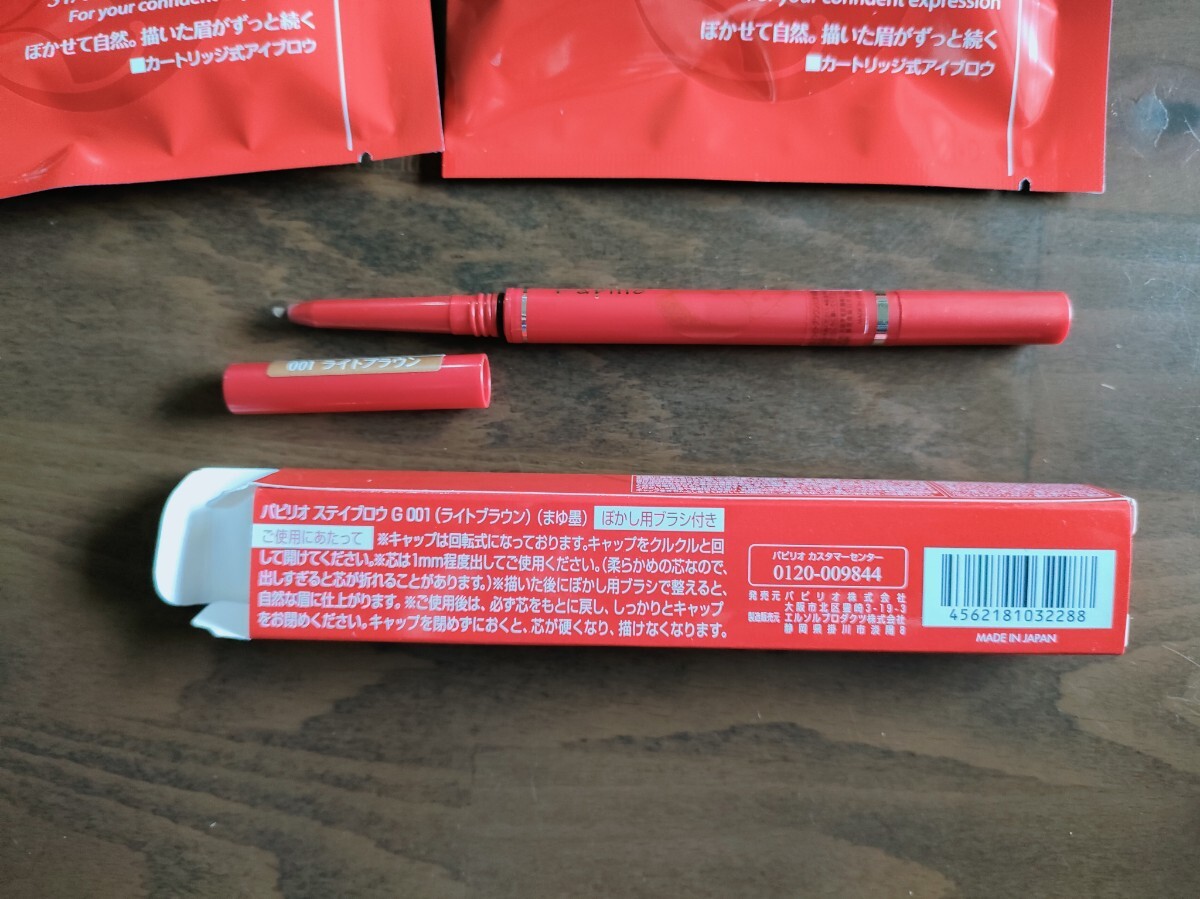 For your confident
ぼかせて自然。描いた眉がずっと続く
■カートリッジ式アイブロウ
For your confident expression
ぼかせて自然。描いた眉がずっと続く
■カートリッジ式アイブロウ
001 ライトブラウン
パピリオ ステイブロウ G 001 (ライトブラウン) (まゆ墨) ぼかし用ブラシ付き
ご使用にあたって ※キャップは回転式になっております。キャップをクルクルと回
して開けてください。※芯は1mm程度出してご使用ください。(柔らかめの芯なので、
出しすぎると芯が折れることがあります。)※描いた後にぼかし用ブラシで整えると、
自然な眉に仕上がります。※ご使用後は、必ず芯をもとに戻し、しっかりとキャップ
をお閉めください。キャップを閉めずにおくと、芯が硬くなり、描けなくなります。
パピリオ カスタマーセンター
0120-009844
発売元 パピリオ株式会社
大阪市北区豊崎3-19-3
製造販売元 エルソルプロダクツ株式会社
静岡県掛川市淡陽8
4562181032288
MADE IN JAPAN